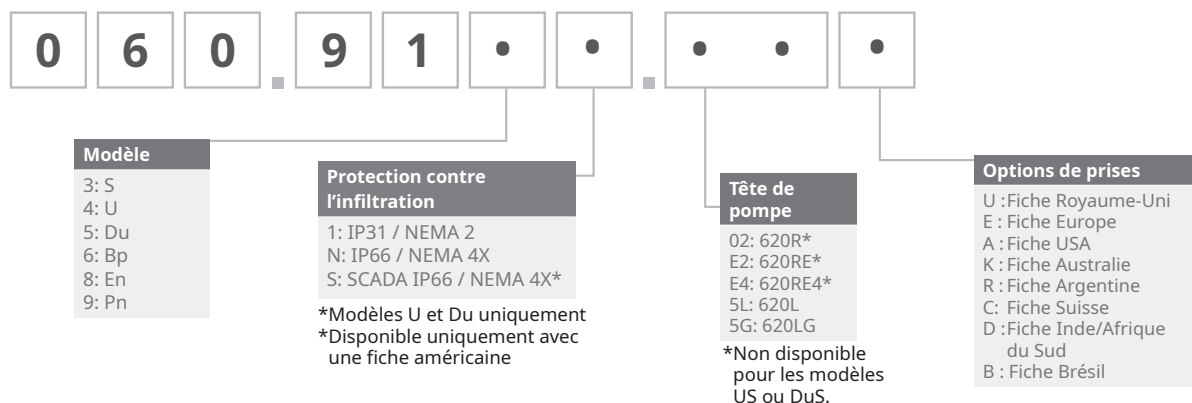 0 6 0 . 9 1 • • . • • •
Modèle
3: S
4: U
5: Du
6: Bp
8: En
9: Pn
Protection contre
l'infiltration
1: IP31 / NEMA 2
N: IP66 / NEMA 4X
S: SCADA IP66 / NEMA 4X*
*Modèles U et Du uniquement
*Disponible uniquement avec
une fiche américaine
Tête de
pompe
02: 620R*
E2: 620RE*
E4: 620RE4*
5L: 620L
5G: 620LG
*Non disponible
pour les modèles
US ou DuS.
Options de prises
U :Fiche Royaume-Uni
E : Fiche Europe
A : Fiche USA
K : Fiche Australie
R : Fiche Argentine
C: Fiche Suisse
D :Fiche Inde/Afrique
du Sud
B : Fiche Brésil